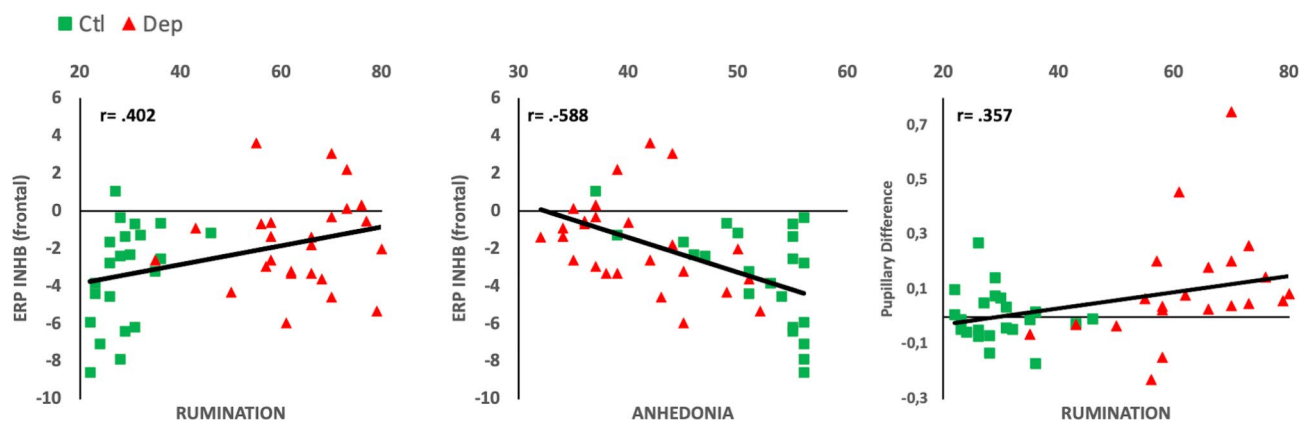 Ctl Dep
20 40 60 80
r= .402
6
4
2
0
-2
-4
-6
-8
-10
ERP INHB (frontal)
RUMINATION
30 40 50 60
r= .-588
6
4
2
0
-2
-4
-6
-8
-10
ERP INHB (frontal)
ANHEDONIA
20 40 60 80
r= .357
0,7
0,5
0,3
0,1
-0,1
-0,3
Pupillary Difference
RUMINATION